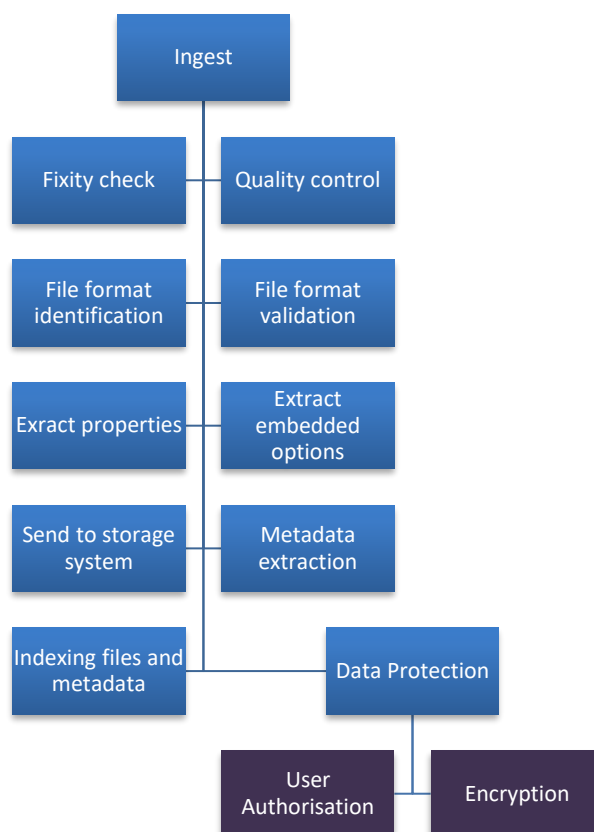 Ingest
Fixity check
Quality control
File format
identification
File format
validation
Exract properties
Extract
embedded
options
Send to storage
system
Metadata
extraction
Indexing files and
metadata
Data Protection
User
Authorisation
Encryption